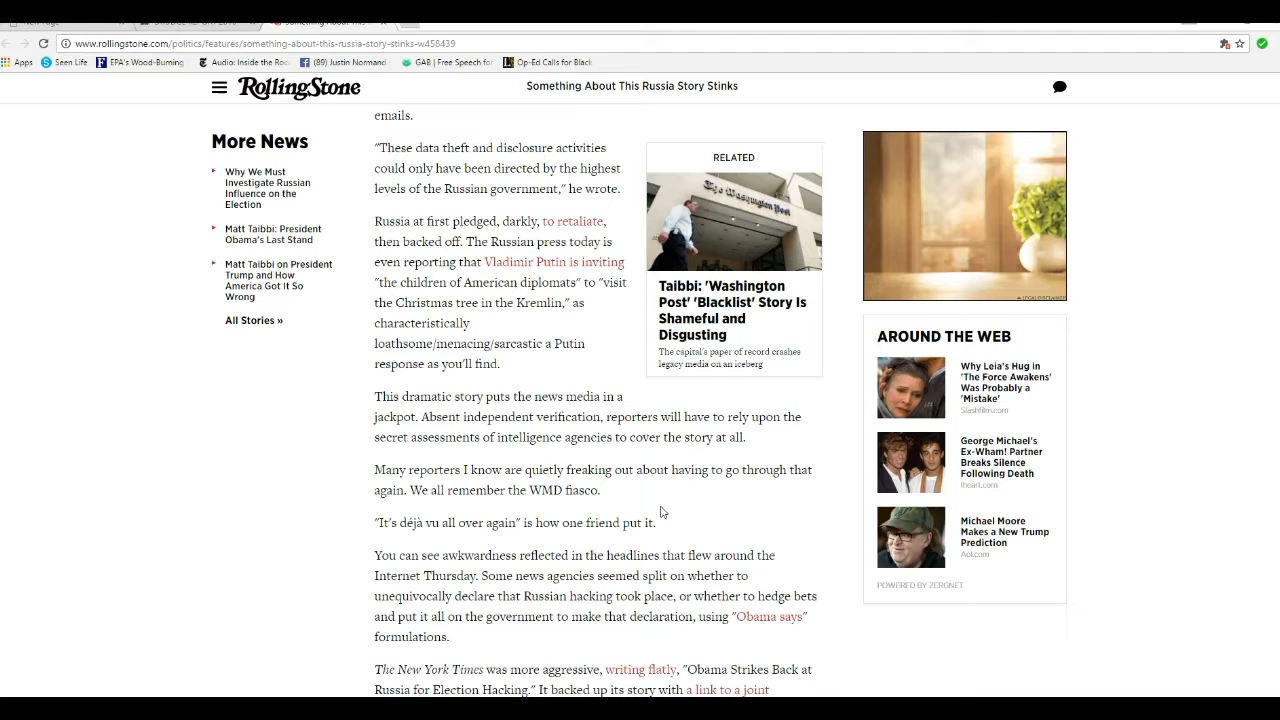 www.rollingstone.com/politics/features/something-about-this-russia-story-stinks-w458439
Apps
Seen Life
EPA's Wood-Burning
Audio: Inside the Roo
(89) Justin Normand
GAB | Free Speech for
Op-Ed Calls for Black
RollingStone
Something About This Russia Story Stinks
More News
Why We Must
Investigate Russian
Influence on the
Election
Matt Taibbi: President
Obama's Last Stand
Matt Taibbi on President
Trump and How
America Got It So
Wrong
All Stories »
emails.
"These data theft and disclosure activities
could only have been directed by the highest
levels of the Russian government," he wrote.
Russia at first pledged, darkly, to retaliate,
then backed off. The Russian press today is
even reporting that Vladimir Putin is inviting
"the children of American diplomats" to "visit
the Christmas tree in the Kremlin," as
characteristically
loathsome/menacing/sarcastic a Putin
response as you'll find.
This dramatic story puts the news media in a
jackpot. Absent independent verification, reporters will have to rely upon the
secret assessments of intelligence agencies to cover the story at all.
Many reporters I know are quietly freaking out about having to go through that
again. We all remember the WMD fiasco.
"It's déjà vu all over again" is how one friend put it.
You can see awkwardness reflected in the headlines that flew around the
Internet Thursday. Some news agencies seemed split on whether to
unequivocally declare that Russian hacking took place, or whether to hedge bets
and put it all on the government to make that declaration, using "Obama says"
formulations.
The New York Times was more aggressive, writing flatly, "Obama Strikes Back at
Russia for Election Hacking." It backed up its story with a link to a joint
RELATED
The Washington Post
Taibbi: 'Washington
Post' 'Blacklist' Story Is
Shameful and
Disgusting
The capital's paper of record crashes
legacy media on an iceberg
LEGAL DISCLAIMER
AROUND THE WEB
Why Leia's Hug in
'The Force Awakens'
Was Probably a
'Mistake'
Slashfilm.com
George Michael's
Ex-Wham! Partner
Breaks Silence
Following Death
iheart.com
Michael Moore
Makes a New Trump
Prediction
Aol.com
POWERED BY ZERGNET